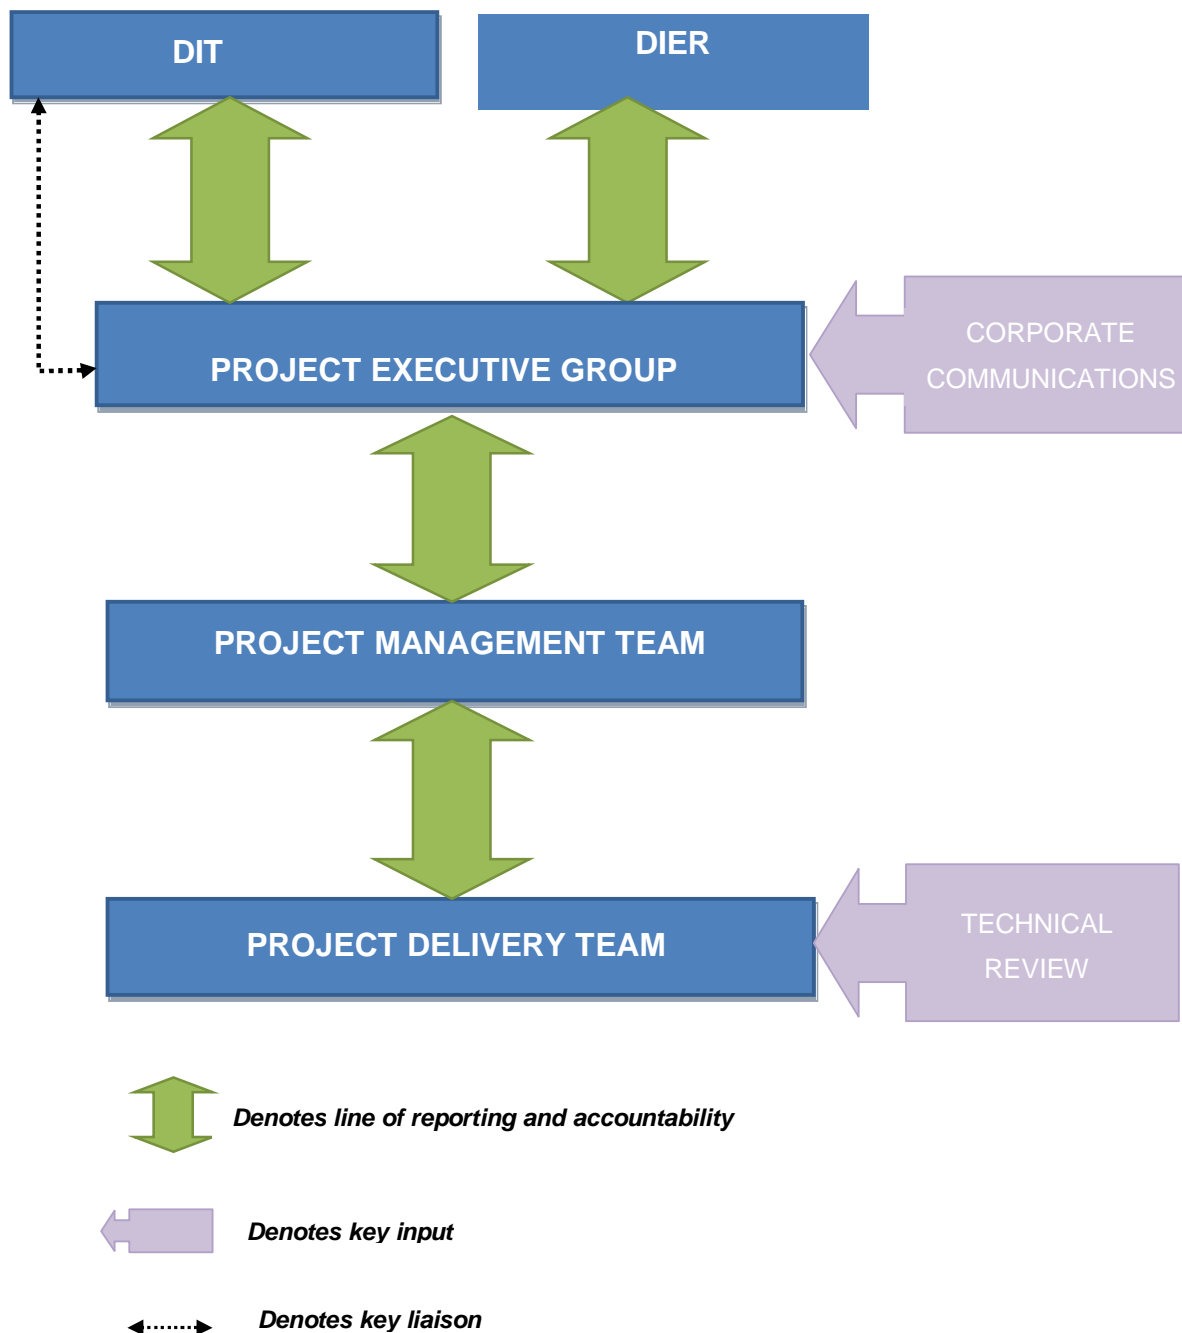 DIT
DIER
PROJECT EXECUTIVE GROUP
CORPORATE
COMMUNICATIONS
PROJECT MANAGEMENT TEAM
PROJECT DELIVERY TEAM
TECHNICAL
REVIEW
Denotes line of reporting and accountability
Denotes key input
Denotes key liaison